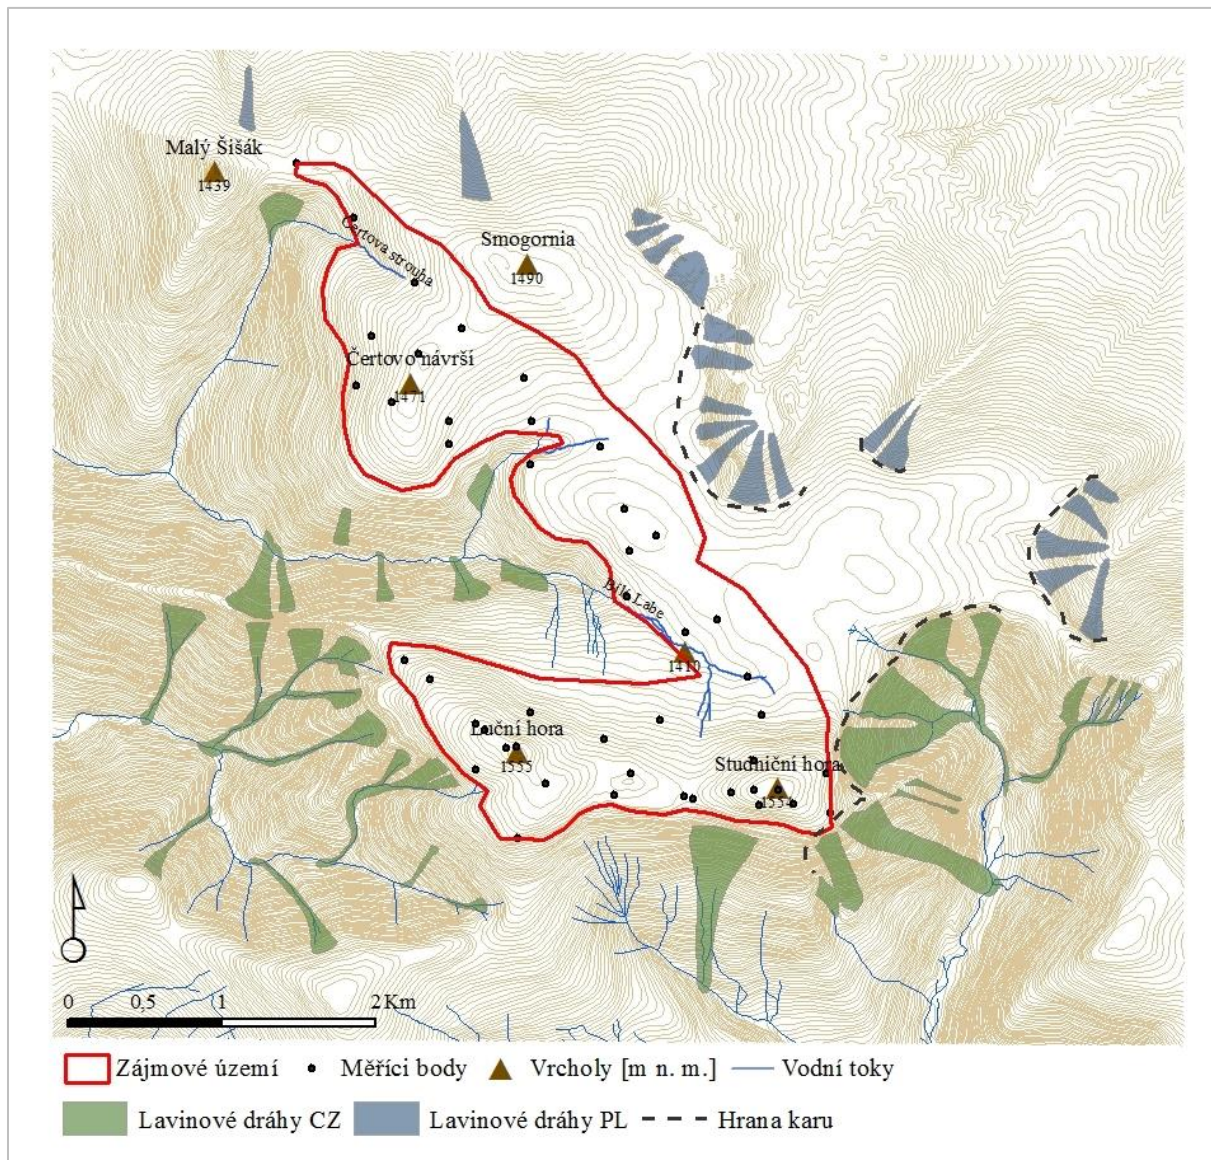 Malý Šišák
1439
Čertova strouha
Smogornia
1490
Čertovo návrší
1471
Bílé Labe
1410
Luční hora
1555
Studniční hora
1554
0 0,5 1 2 Km
Zájmové území Měříci body Vrcholy [m n. m.] Vodní toky
Lavinové dráhy CZ Lavinové dráhy PL Hrana karu